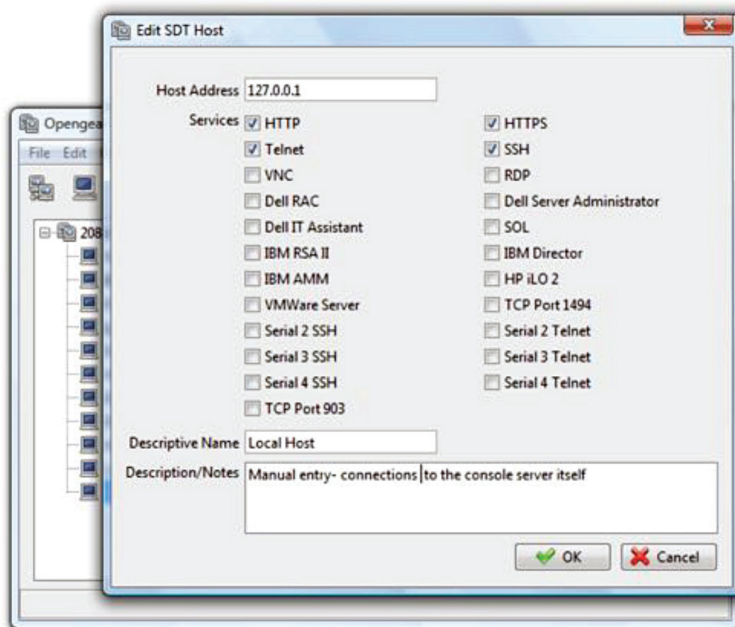 Edit SDT Host
Host Address 127.0.0.1
Services HTTP HTTPS
Telnet SSH
VNC RDP
Dell RAC Dell Server Administrator
Dell IT Assistant SOL
IBM RSA II IBM Director
IBM AMM HP iLO 2
VMWare Server TCP Port 1494
Serial 2 SSH Serial 2 Telnet
Serial 3 SSH Serial 3 Telnet
Serial 4 SSH Serial 4 Telnet
TCP Port 903
Descriptive Name Local Host
Description/Notes Manual entry- connections to the console server itself
OK Cancel
Opengea
File Edit
208